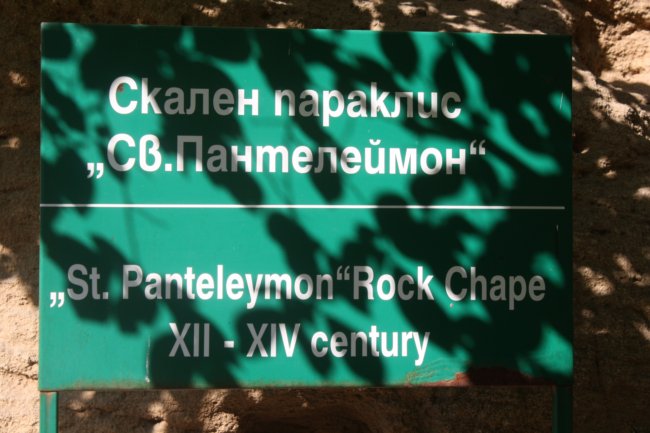 Скален параклис
„Св.Пантелеймон“
„St. Panteleymon“Rock Chape
XII - XIV century